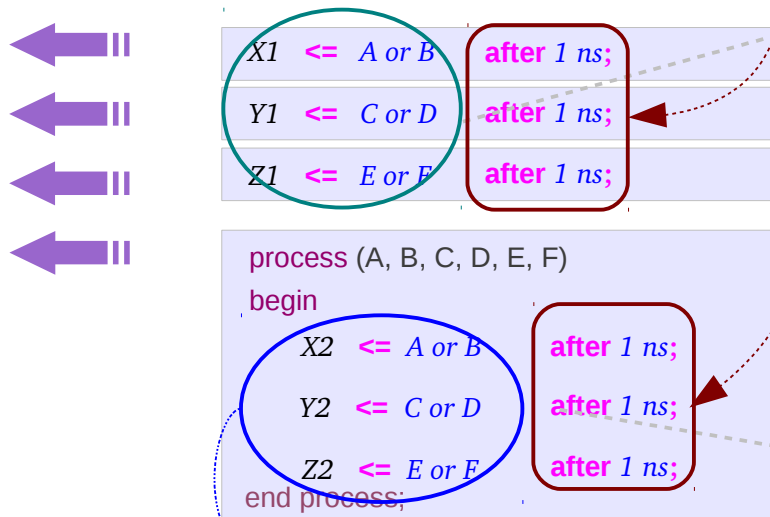 X1 <= A or B after 1 ns;
Y1 <= C or D after 1 ns;
Z1 <= E or F after 1 ns;
process (A, B, C, D, E, F)
begin
X2 <= A or B after 1 ns;
Y2 <= C or D after 1 ns;
Z2 <= E or F after 1 ns;
end process;